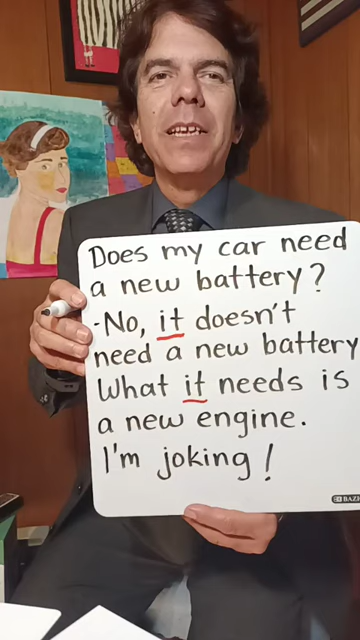 Does my car need
a new battery?
-No, it doesn't
need a new battery
What it needs is
a new engine.
I'm joking!